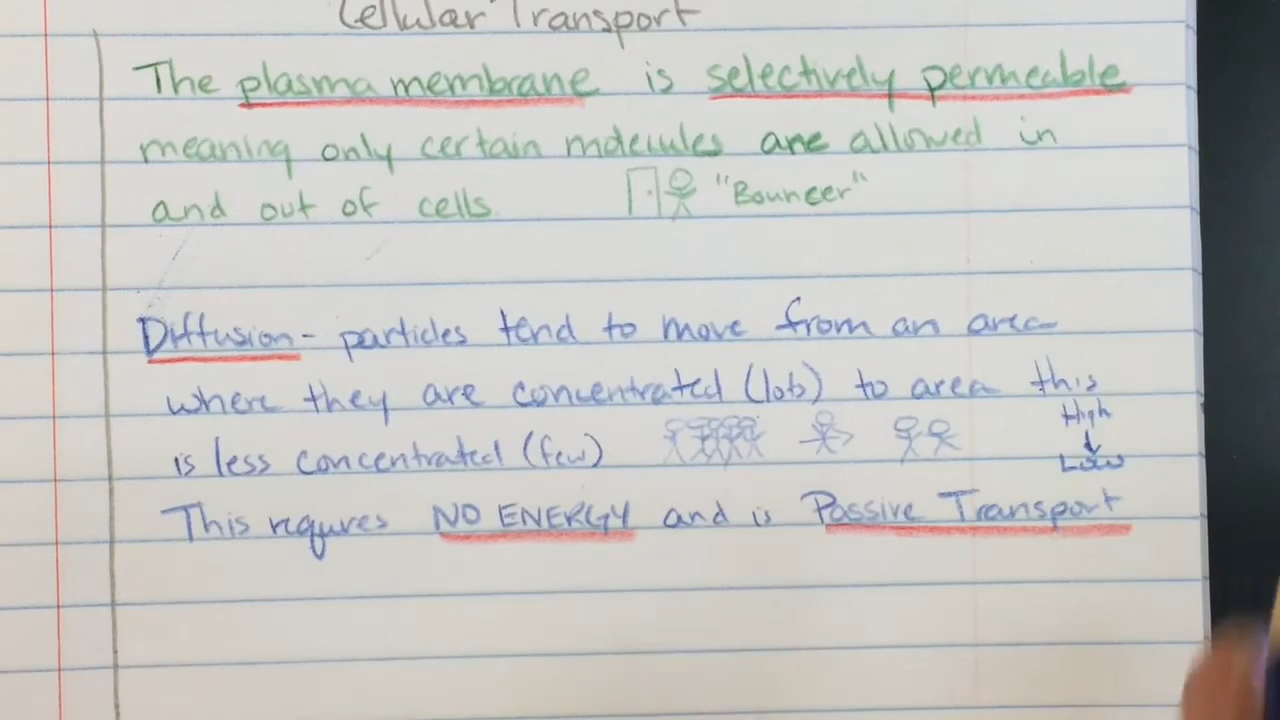 Cellular Transport
The plasma membrane is selectively permeable
meaning only certain molecules are allowed in
and out of cells. "Bouncer"
Diffusion - particles tend to move from an area
where they are concentrated (lots) to area this
High
is less concentrated (few)
Low
This requres NO ENERGY and is Passive Transport